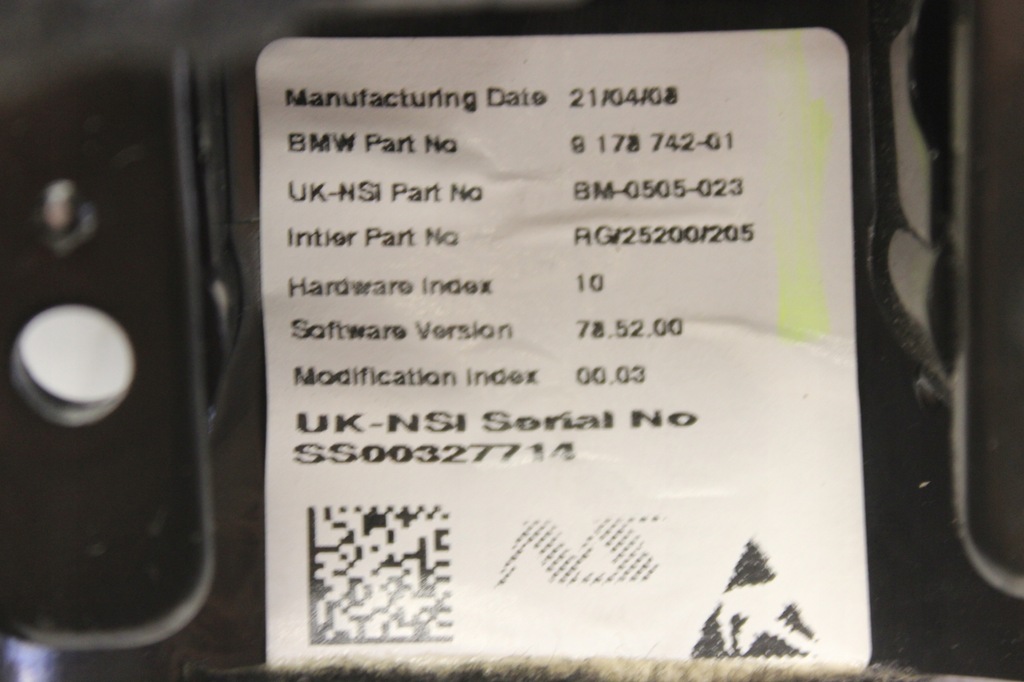 Manufacturing Date 21/04/08
BMW Part No 9 178 742-01
UK-NSI Part No BM-0505-023
Intier Part No RG/25200/205
Hardware Index 10
Software Version 78.52.00
Modification Index 00.03
UK-NSI Serial No
SS00327714
NS